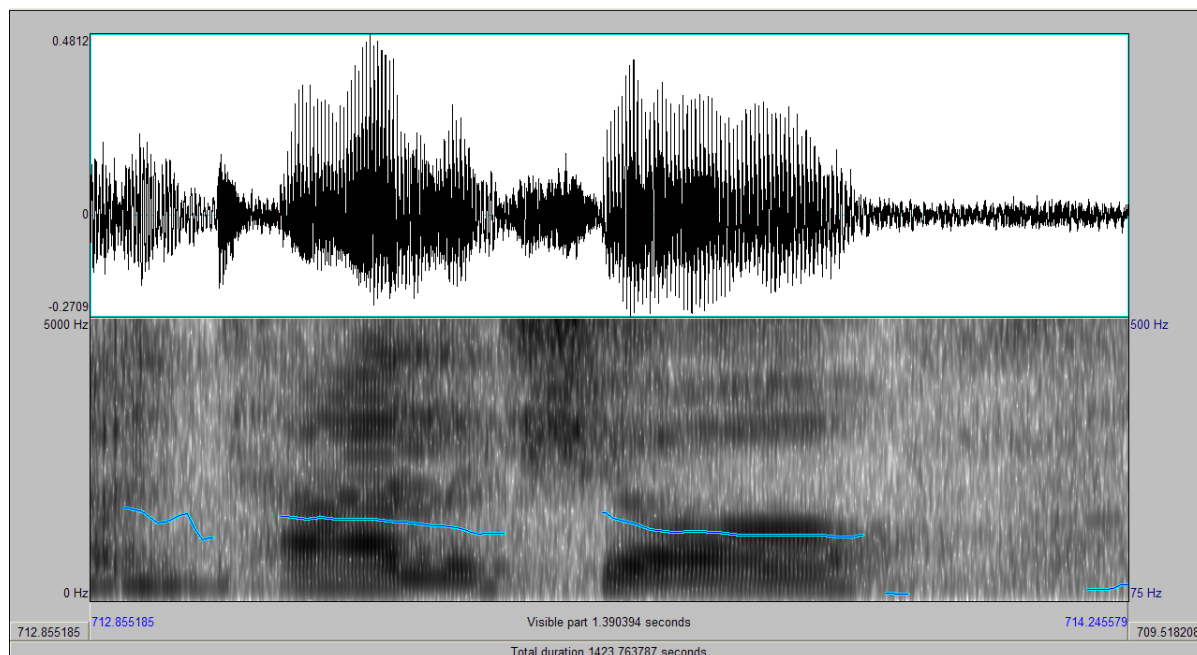 0.4812
0
-0.2709
5000 Hz
500 Hz
0 Hz
75 Hz
712.855185
Visible part 1.390394 seconds
714.245579
712.855185
709.518208
Total duration 1423.763787 seconds